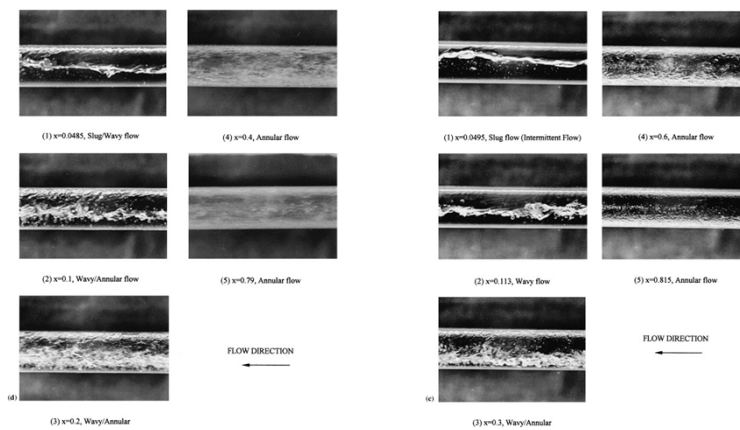 (1) x=0.0485, Slug/Wavy flow
(4) x=0.4, Annular flow
(2) x=0.1, Wavy/Annular flow
(5) x=0.79, Annular flow
FLOW DIRECTION
(d)
(3) x=0.2, Wavy/Annular
(1) x=0.0495, Slug flow (Intermittent Flow)
(4) x=0.6, Annular flow
(2) x=0.113, Wavy flow
(5) x=0.815, Annular flow
FLOW DIRECTION
(c)
(3) x=0.3, Wavy/Annular